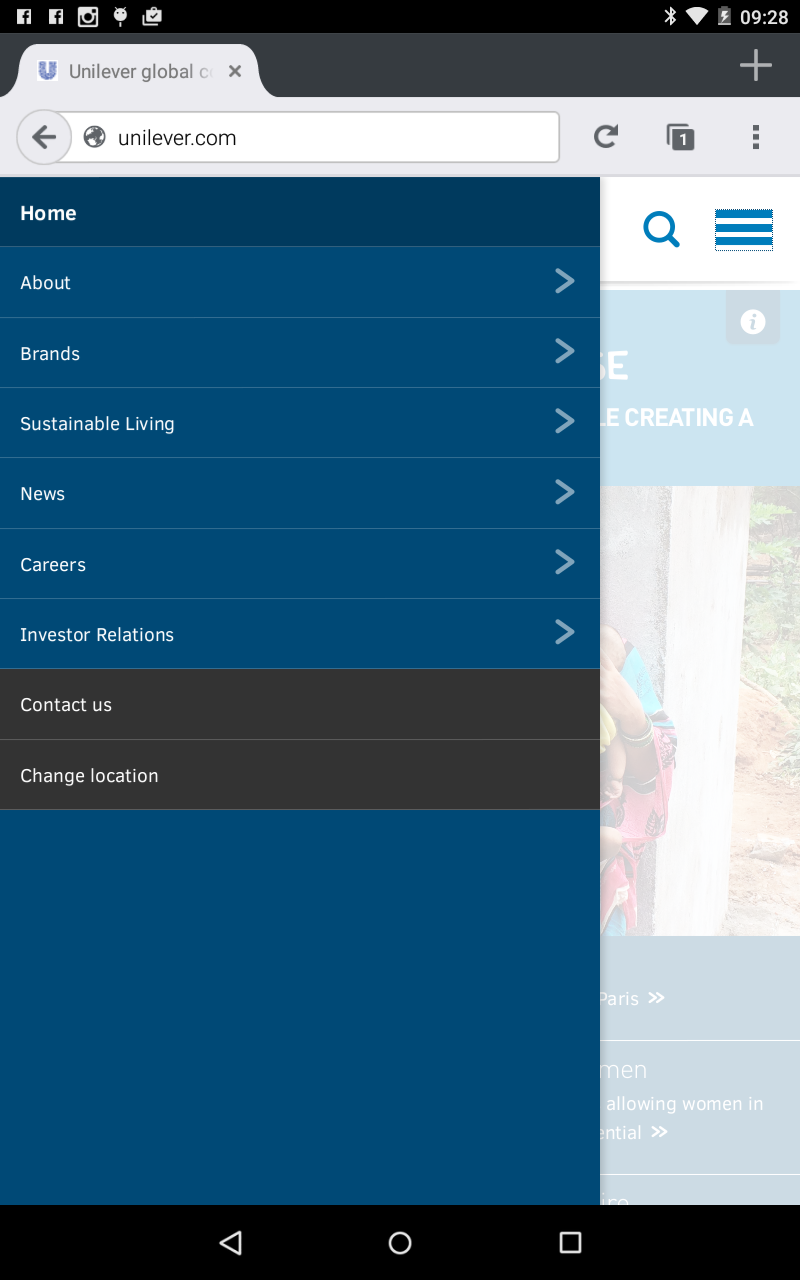 09:28
Unilever global c
unilever.com
1
Home
About
Brands
Sustainable Living
News
Careers
Investor Relations
Contact us
Change location
SE
LE CREATING A
Paris
men
allowing women in
ential
ire